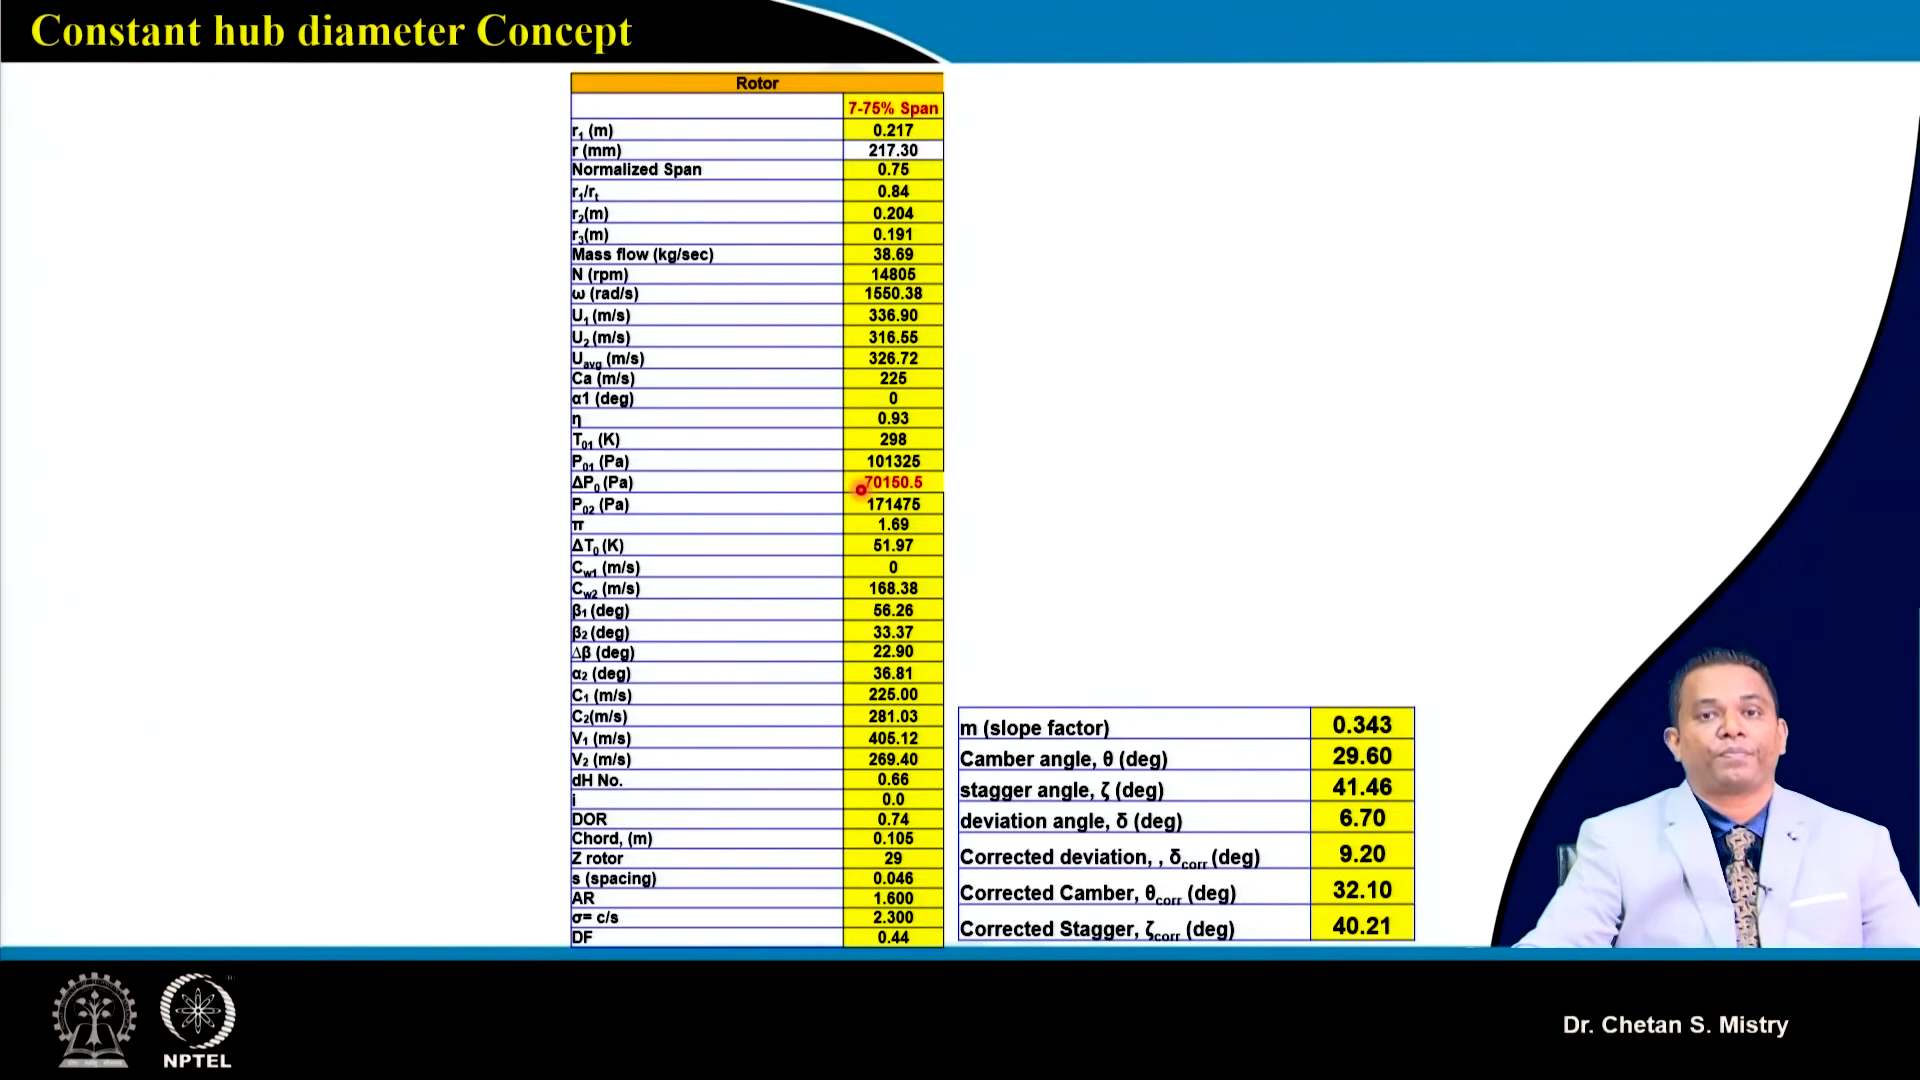 Constant hub diameter Concept
Rotor
7-75% Span
r1 (m) 0.217
r (mm) 217.30
Normalized Span 0.75
r1/rt 0.84
r2(m) 0.204
r3(m) 0.191
Mass flow (kg/sec) 38.69
N (rpm) 14805
ω (rad/s) 1550.38
U1 (m/s) 336.90
U2 (m/s) 316.55
Uavg (m/s) 326.72
Ca (m/s) 225
α1 (deg) 0
η 0.93
T01 (K) 298
P01 (Pa) 101325
ΔP0 (Pa) 70150.5
P02 (Pa) 171475
π 1.69
ΔT0 (K) 51.97
Cw1 (m/s) 0
Cw2 (m/s) 168.38
β1 (deg) 56.26
β2 (deg) 33.37
Δβ (deg) 22.90
α2 (deg) 36.81
C1 (m/s) 225.00
C2(m/s) 281.03
V1 (m/s) 405.12
V2 (m/s) 269.40
dH No. 0.66
i 0.0
DOR 0.74
Chord, (m) 0.105
Z rotor 29
s (spacing) 0.046
AR 1.600
σ= c/s 2.300
DF 0.44
m (slope factor) 0.343
Camber angle, θ (deg) 29.60
stagger angle, ζ (deg) 41.46
deviation angle, δ (deg) 6.70
Corrected deviation, , δcorr (deg) 9.20
Corrected Camber, θcorr (deg) 32.10
Corrected Stagger, ζcorr (deg) 40.21
NPTEL
Dr. Chetan S. Mistry